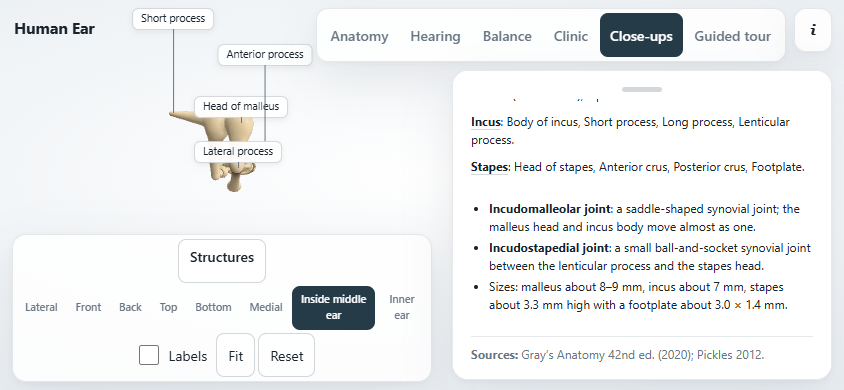 Human Ear
Short process
Anterior process
Head of malleus
Lateral process
Anatomy
Hearing
Balance
Clinic
Close-ups
Guided tour
i
Incus: Body of incus, Short process, Long process, Lenticular
process.
Stapes: Head of stapes, Anterior crus, Posterior crus, Footplate.
• Incudomalleolar joint: a saddle-shaped synovial joint; the
malleus head and incus body move almost as one.
• Incudostapedial joint: a small ball-and-socket synovial joint
between the lenticular process and the stapes head.
• Sizes: malleus about 8–9 mm, incus about 7 mm, stapes
about 3.3 mm high with a footplate about 3.0 × 1.4 mm.
Sources: Gray's Anatomy 42nd ed. (2020); Pickles 2012.
Structures
Lateral
Front
Back
Top
Bottom
Medial
Inside middle
ear
Inner
ear
Labels
Fit
Reset